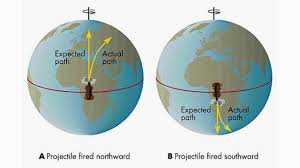 Expected
path
Actual
path
Expected
path
Actual
path
A Projectile fired northward
B Projectile fired southward